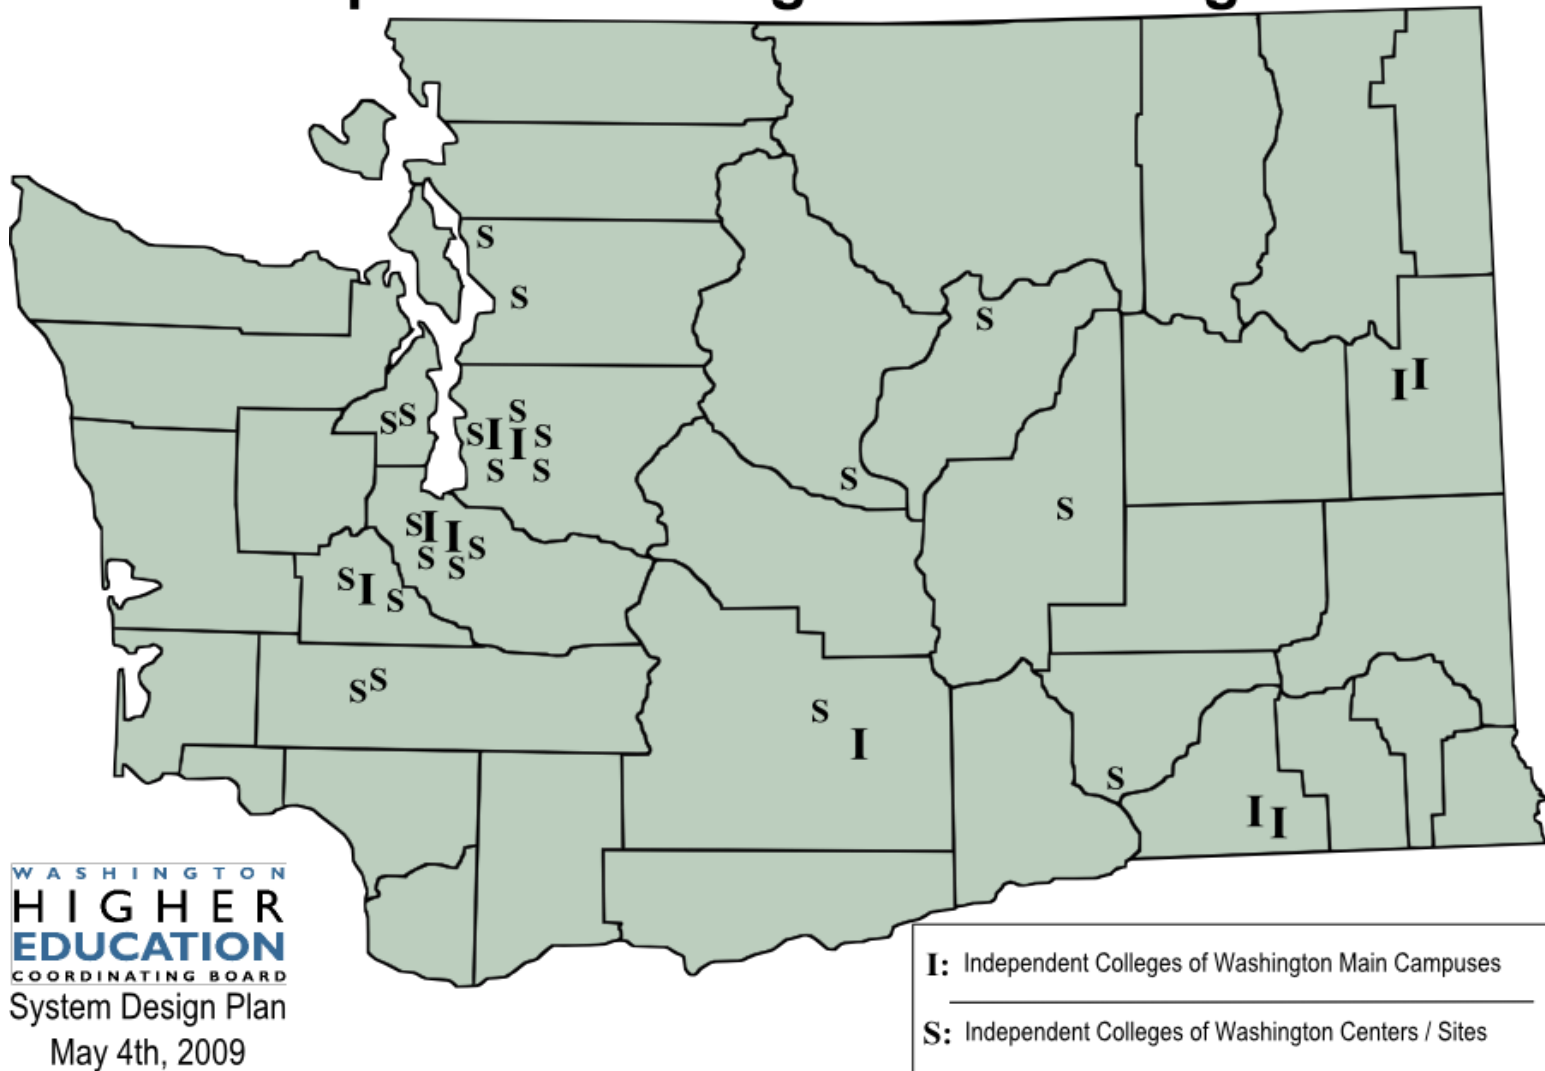 S
S
S
I I
S S
S
S I I S
S S
S
S
S I I S
S S
S I S
S S
S
I
S
I I
WASHINGTON
HIGHER
EDUCATION
COORDINATING BOARD
System Design Plan
May 4th, 2009
I: Independent Colleges of Washington Main Campuses
S: Independent Colleges of Washington Centers / Sites